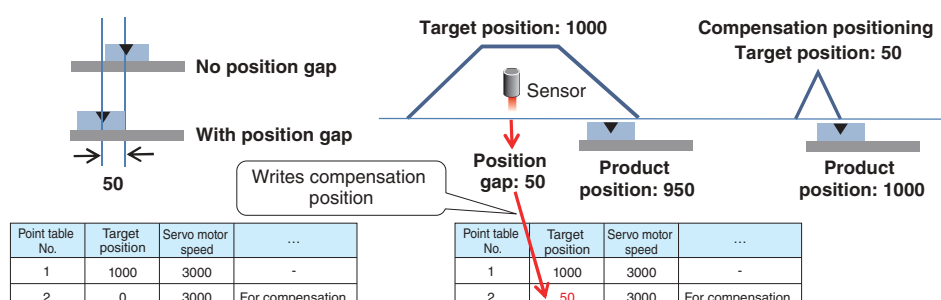 No position gap
With position gap
50
Target position: 1000
Sensor
Position
gap: 50
Product
position: 950
Compensation positioning
Target position: 50
Product
position: 1000
Writes compensation
position
Point table
No.
Target
position
Servo motor
speed
...
1
1000
3000
-
2
0
3000
For compensation
Point table
No.
Target
position
Servo motor
speed
...
1
1000
3000
-
2
50
3000
For compensation